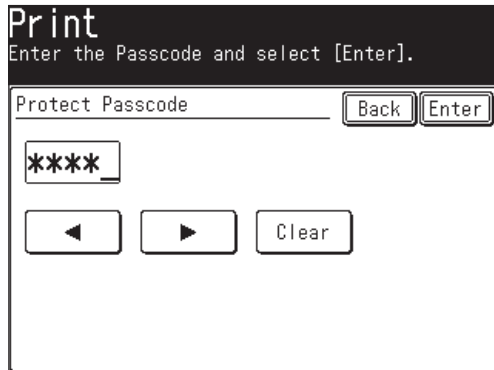 Print
Enter the Passcode and select [Enter].
Protect Passcode Back Enter
****_
◄ ► Clear